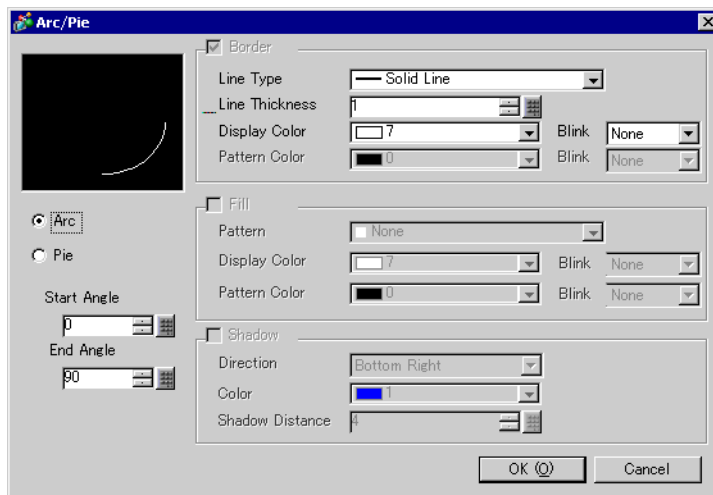 Arc/Pie
Border
Line Type
Solid Line
Line Thickness
1
Display Color
7
Blink
None
Pattern Color
0
Blink
None
Arc
Pie
Start Angle
0
End Angle
90
Fill
Pattern
None
Display Color
7
Blink
None
Pattern Color
0
Blink
None
Shadow
Direction
Bottom Right
Color
1
Shadow Distance
4
OK (O)
Cancel